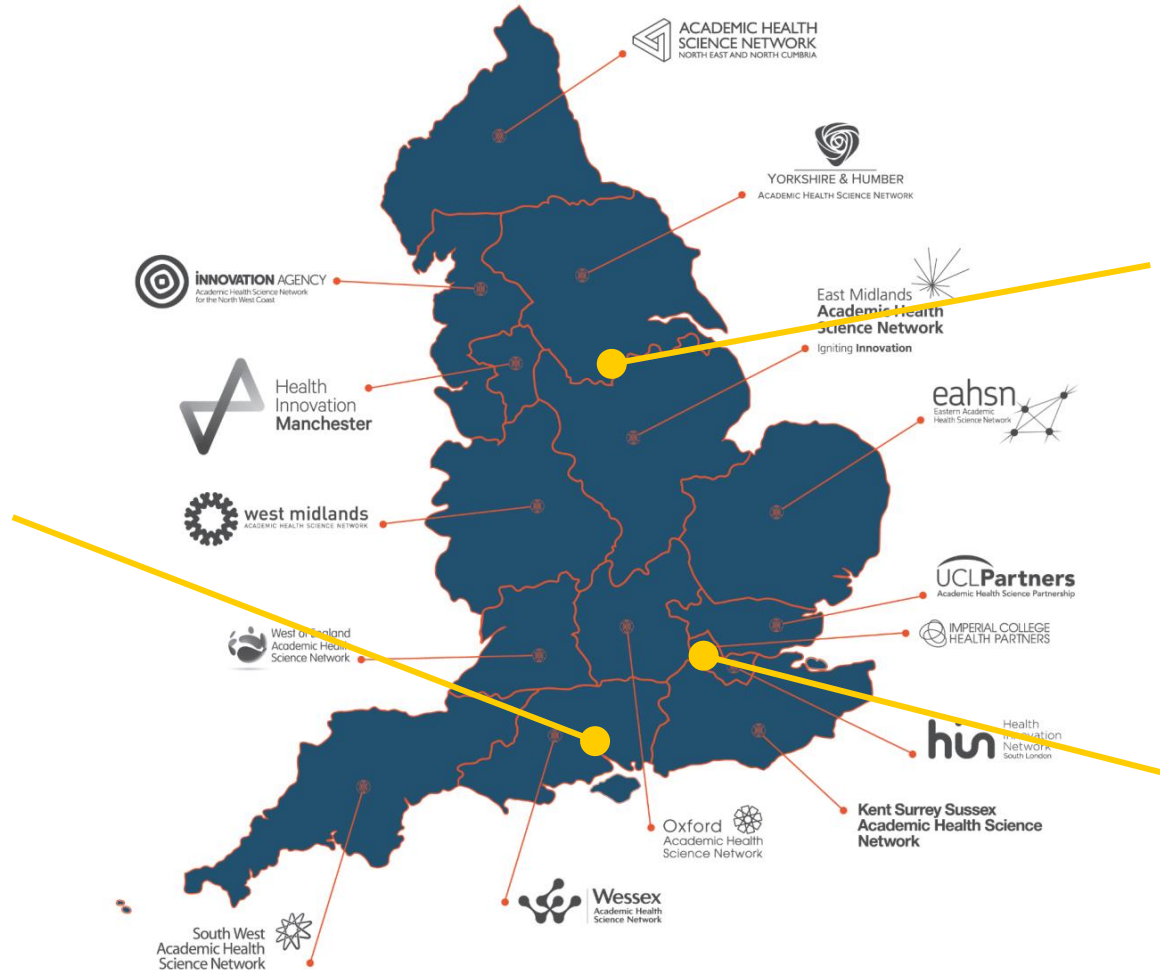 ACADEMIC HEALTH
SCIENCE NETWORK
NORTH EAST AND NORTH CUMBRIA
YORKSHIRE & HUMBER
ACADEMIC HEALTH SCIENCE NETWORK
iNNOVATION AGENCY
Academic Health Science Network
for the North West Coast
East Midlands
Academic Health
Science Network
Igniting Innovation
Health
Innovation
Manchester
eahsn
Eastern Academic
Health Science Network
west midlands
ACADEMIC HEALTH SCIENCE NETWORK
UCLPartners
Academic Health Science Partnership
IMPERIAL COLLEGE
HEALTH PARTNERS
West of England
Academic Health
Science Network
hin
Health
Innovation
Network
South London
Kent Surrey Sussex
Academic Health Science
Network
Oxford
Academic Health
Science Network
Wessex
Academic Health
Science Network
South West
Academic Health
Science Network